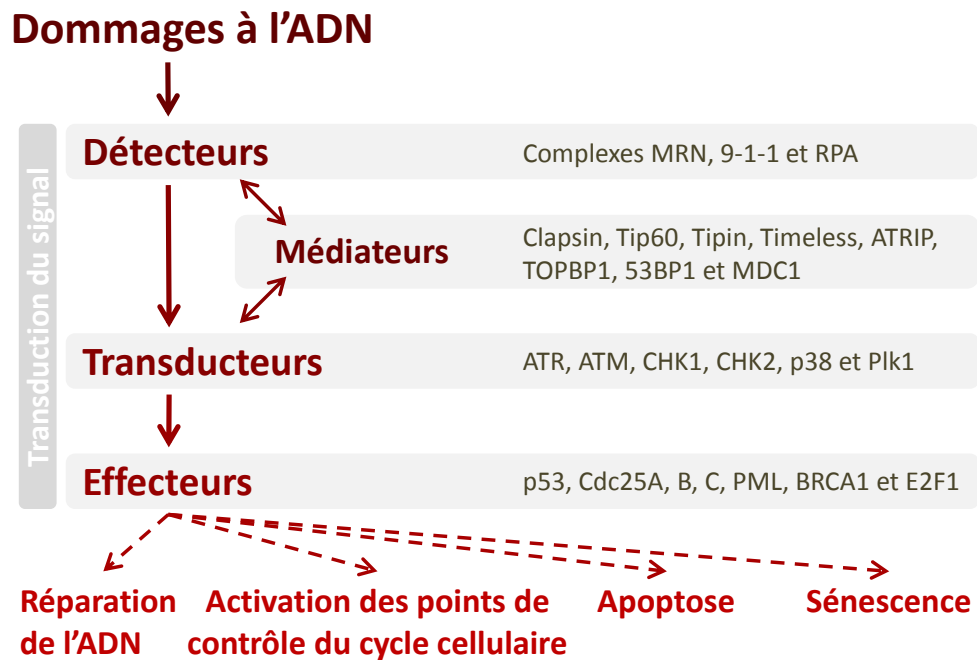 Dommages à l'ADN
Transduction du signal
Détecteurs
Complexes MRN, 9-1-1 et RPA
Médiateurs
Clapsin, Tip60, Tipin, Timeless, ATRIP,
TOPBP1, 53BP1 et MDC1
Transducteurs
ATR, ATM, CHK1, CHK2, p38 et Plk1
Effecteurs
p53, Cdc25A, B, C, PML, BRCA1 et E2F1
Réparation
de l'ADN
Activation des points de
contrôle du cycle cellulaire
Apoptose
Sénescence